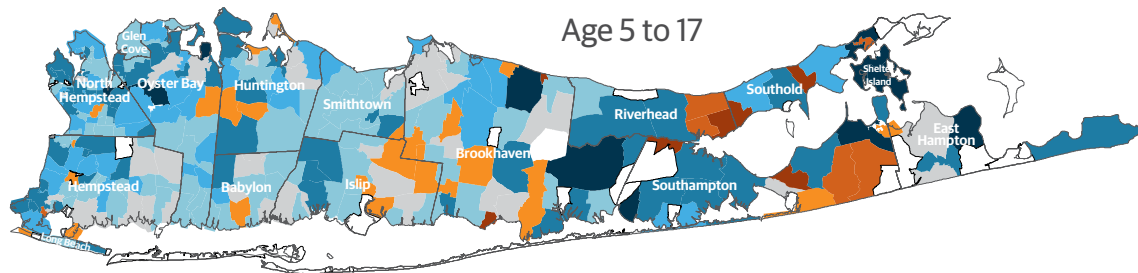 Age 5 to 17
Glen
Cove
North
Hempstead
Oyster Bay
Huntington
Smithtown
Brookhaven
Riverhead
Southold
Shelter
Island
East
Hampton
Southampton
Hempstead
Babylon
Islip
Long Beach